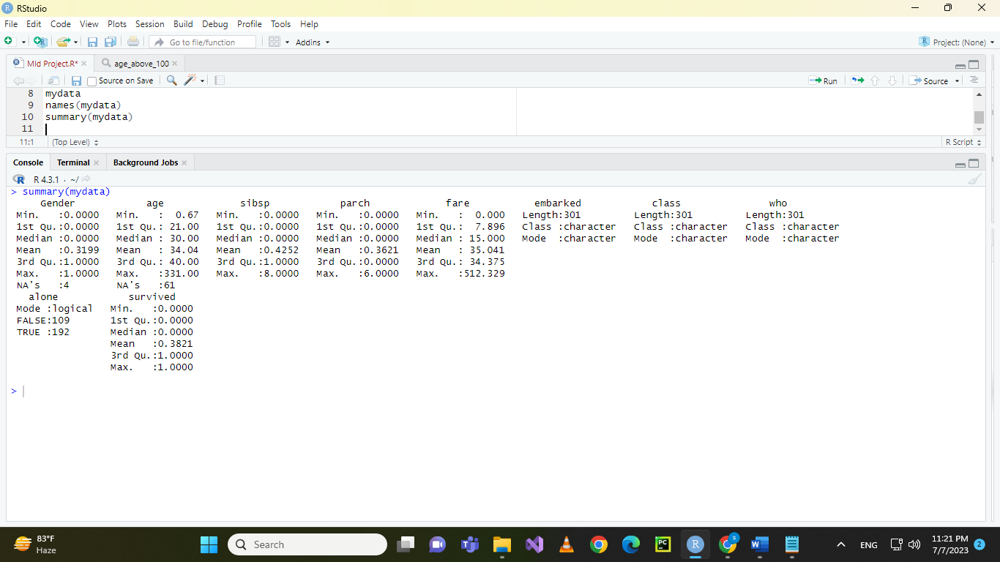 RStudio
File Edit Code View Plots Session Build Debug Profile Tools Help
Go to file/function Addins Project: (None)
MId Project.R* age_above_100
Source on Save Run Source
8 mydata
9 names(mydata)
10 summary(mydata)
11
11:1 (Top Level) R Script
Console Terminal Background Jobs
R 4.3.1 · ~/
> summary(mydata)
Gender age sibsp parch fare embarked class who
Min. :0.0000 Min. : 0.67 Min. :0.0000 Min. :0.0000 Min. : 0.000 Length:301 Length:301 Length:301
1st Qu.:0.0000 1st Qu.: 21.00 1st Qu.:0.0000 1st Qu.:0.0000 1st Qu.: 7.896 Class :character Class :character Class :character
Median :0.0000 Median : 30.00 Median :0.0000 Median :0.0000 Median : 15.000 Mode :character Mode :character Mode :character
Mean :0.3199 Mean : 34.04 Mean :0.4252 Mean :0.3621 Mean : 35.041
3rd Qu.:1.0000 3rd Qu.: 40.00 3rd Qu.:1.0000 3rd Qu.:0.0000 3rd Qu.: 34.375
Max. :1.0000 Max. :331.00 Max. :8.0000 Max. :6.0000 Max. :512.329
NA's :4 NA's :61
alone survived
Mode :logical Min. :0.0000
FALSE:109 1st Qu.:0.0000
TRUE :192 Median :0.0000
Mean :0.3821
3rd Qu.:1.0000
Max. :1.0000
>
83°F
Haze
Search
ENG
11:21 PM
7/7/2023
2